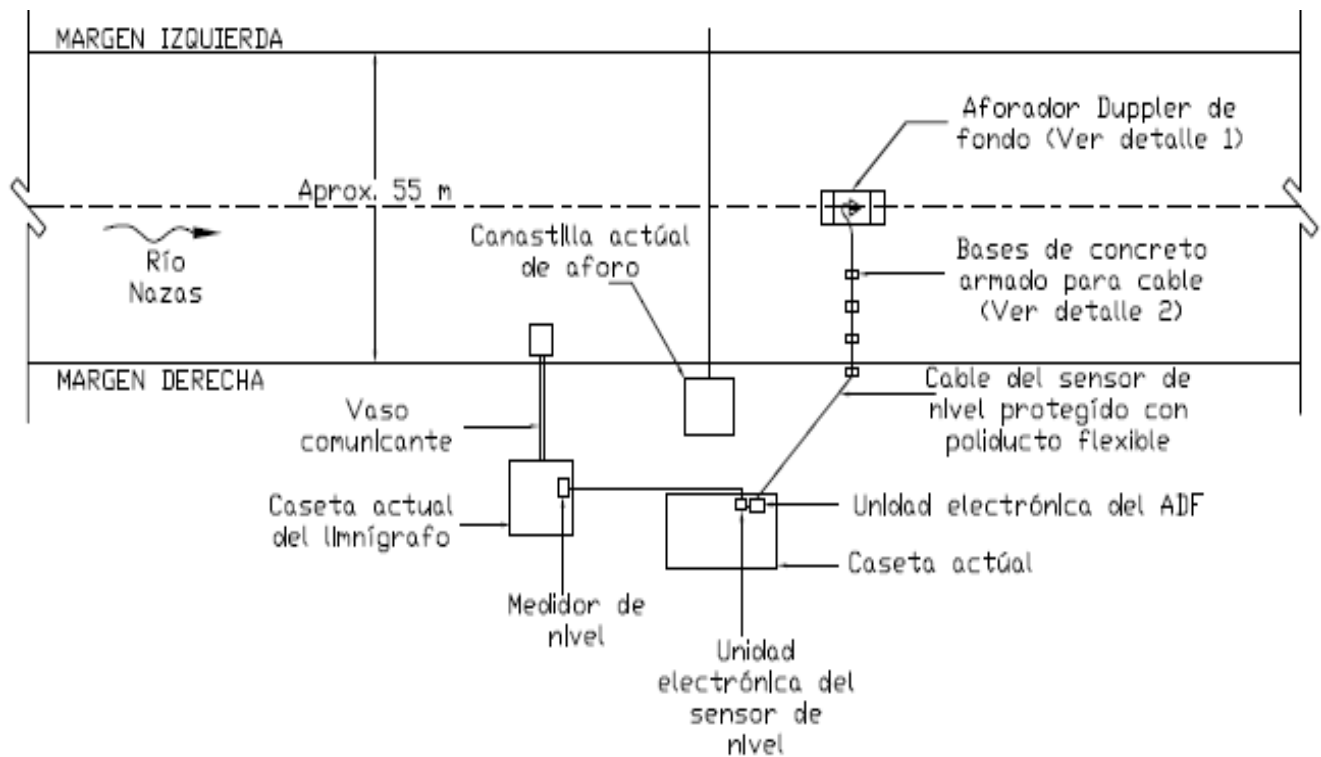 MARGEN IZQUIERDA
Aforador Duppler de
fondo (Ver detalle 1)
Aprox. 55 m
Río
Nazas
Canastilla actúal
de aforo
Bases de concreto
armado para cable
(Ver detalle 2)
MARGEN DERECHA
Cable del sensor de
nivel protegído con
poliducto flexible
Vaso
comunicante
Caseta actual
del limnígrafo
Unidad electrónica del ADF
Caseta actúal
Medidor de
nivel
Unidad
electrónica del
sensor de
nivel